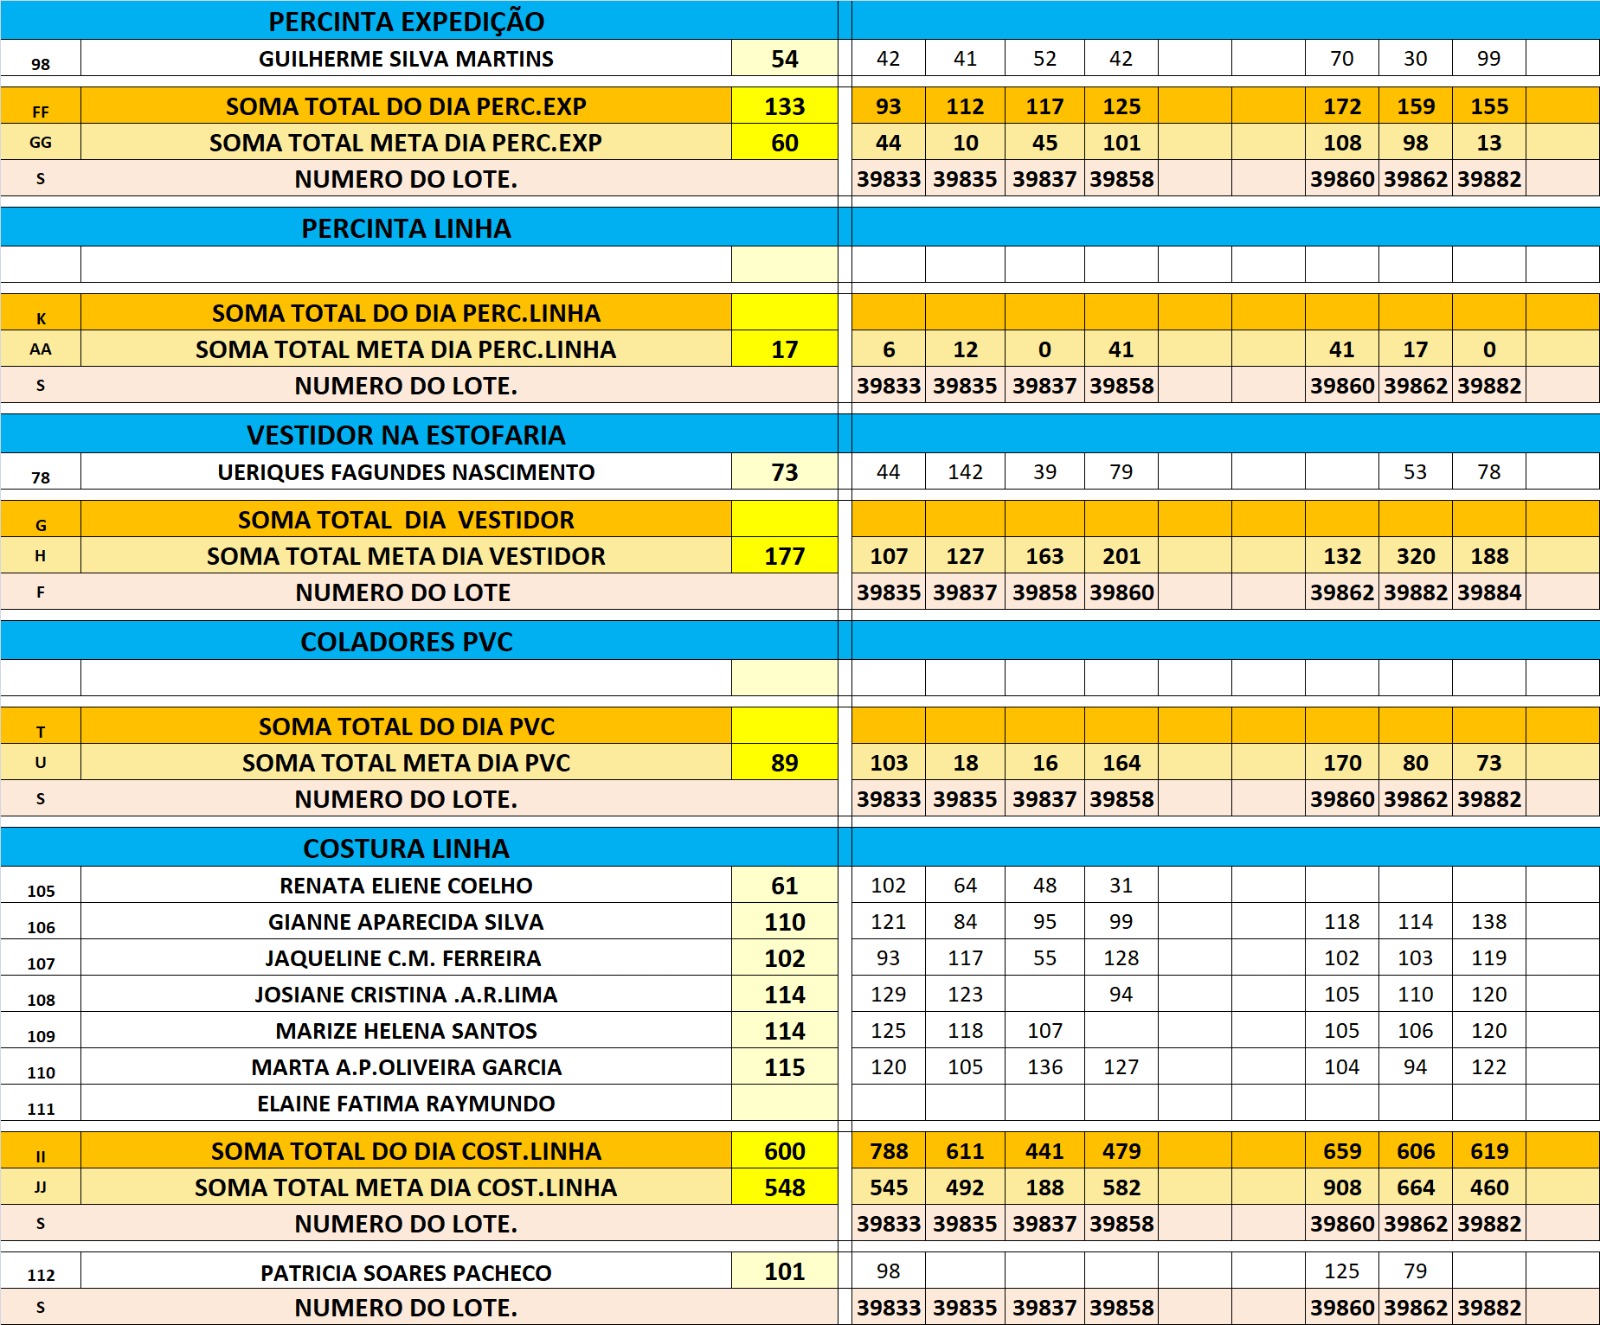 PERCINTA EXPEDIÇÃO
98 GUILHERME SILVA MARTINS 54 42 41 52 42 70 30 99
FF SOMA TOTAL DO DIA PERC.EXP 133 93 112 117 125 172 159 155
GG SOMA TOTAL META DIA PERC.EXP 60 44 10 45 101 108 98 13
S NUMERO DO LOTE. 39833 39835 39837 39858 39860 39862 39882
PERCINTA LINHA
K SOMA TOTAL DO DIA PERC.LINHA
AA SOMA TOTAL META DIA PERC.LINHA 17 6 12 0 41 41 17 0
S NUMERO DO LOTE. 39833 39835 39837 39858 39860 39862 39882
VESTIDOR NA ESTOFARIA
78 UERIQUES FAGUNDES NASCIMENTO 73 44 142 39 79 53 78
G SOMA TOTAL DIA VESTIDOR
H SOMA TOTAL META DIA VESTIDOR 177 107 127 163 201 132 320 188
F NUMERO DO LOTE 39835 39837 39858 39860 39862 39882 39884
COLADORES PVC
T SOMA TOTAL DO DIA PVC
U SOMA TOTAL META DIA PVC 89 103 18 16 164 170 80 73
S NUMERO DO LOTE. 39833 39835 39837 39858 39860 39862 39882
COSTURA LINHA
105 RENATA ELIENE COELHO 61 102 64 48 31
106 GIANNE APARECIDA SILVA 110 121 84 95 99 118 114 138
107 JAQUELINE C.M. FERREIRA 102 93 117 55 128 102 103 119
108 JOSIANE CRISTINA .A.R.LIMA 114 129 123 94 105 110 120
109 MARIZE HELENA SANTOS 114 125 118 107 105 106 120
110 MARTA A.P.OLIVEIRA GARCIA 115 120 105 136 127 104 94 122
111 ELAINE FATIMA RAYMUNDO
II SOMA TOTAL DO DIA COST.LINHA 600 788 611 441 479 659 606 619
JJ SOMA TOTAL META DIA COST.LINHA 548 545 492 188 582 908 664 460
S NUMERO DO LOTE. 39833 39835 39837 39858 39860 39862 39882
112 PATRICIA SOARES PACHECO 101 98 125 79
S NUMERO DO LOTE. 39833 39835 39837 39858 39860 39862 39882